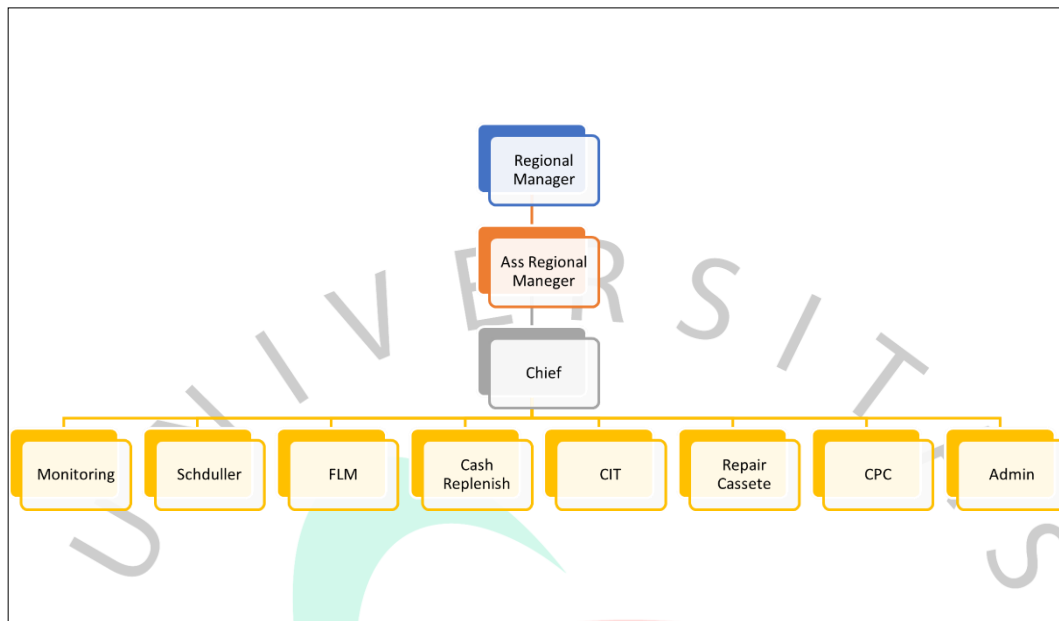 Regional
Manager
Ass Regional
Maneger
Chief
Monitoring
Schduller
FLM
Cash
Replenish
CIT
Repair
Cassete
CPC
Admin
UNIVERSITAS